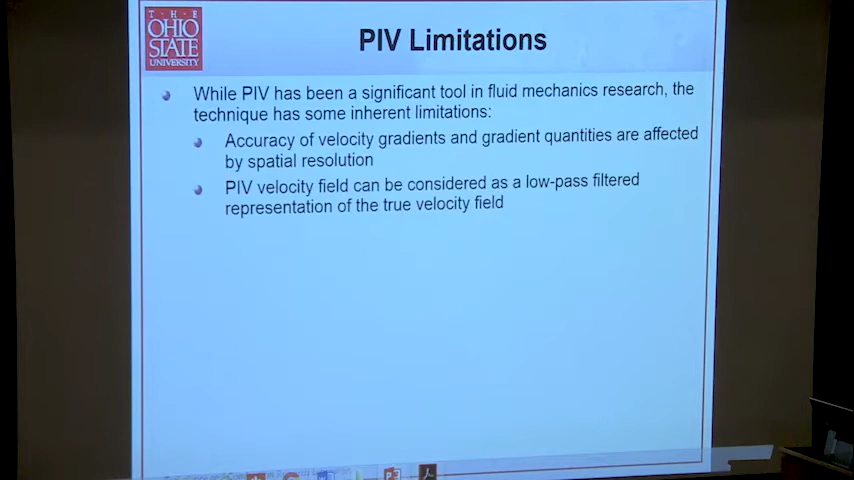 T · H · E
OHIO
STATE
UNIVERSITY
PIV Limitations
While PIV has been a significant tool in fluid mechanics research, the
technique has some inherent limitations:
Accuracy of velocity gradients and gradient quantities are affected
by spatial resolution
PIV velocity field can be considered as a low-pass filtered
representation of the true velocity field